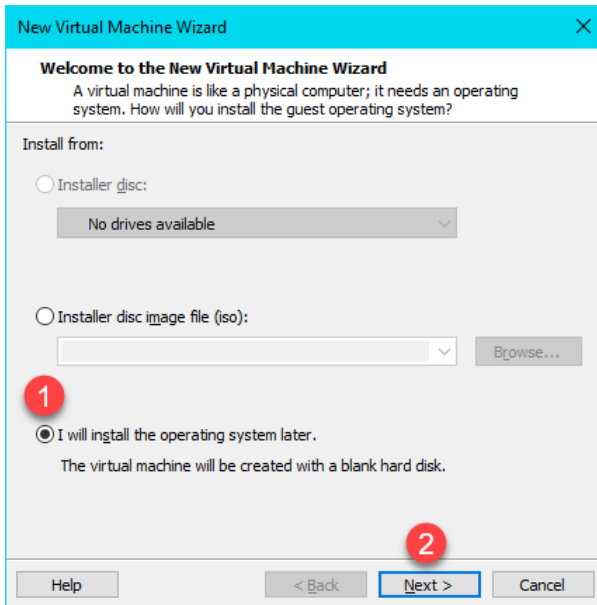 New Virtual Machine Wizard
Welcome to the New Virtual Machine Wizard
A virtual machine is like a physical computer; it needs an operating
system. How will you install the guest operating system?
Install from:
Installer disc:
No drives available
Installer disc image file (iso):
Browse...
1
I will install the operating system later.
The virtual machine will be created with a blank hard disk.
2
Help
< Back
Next >
Cancel